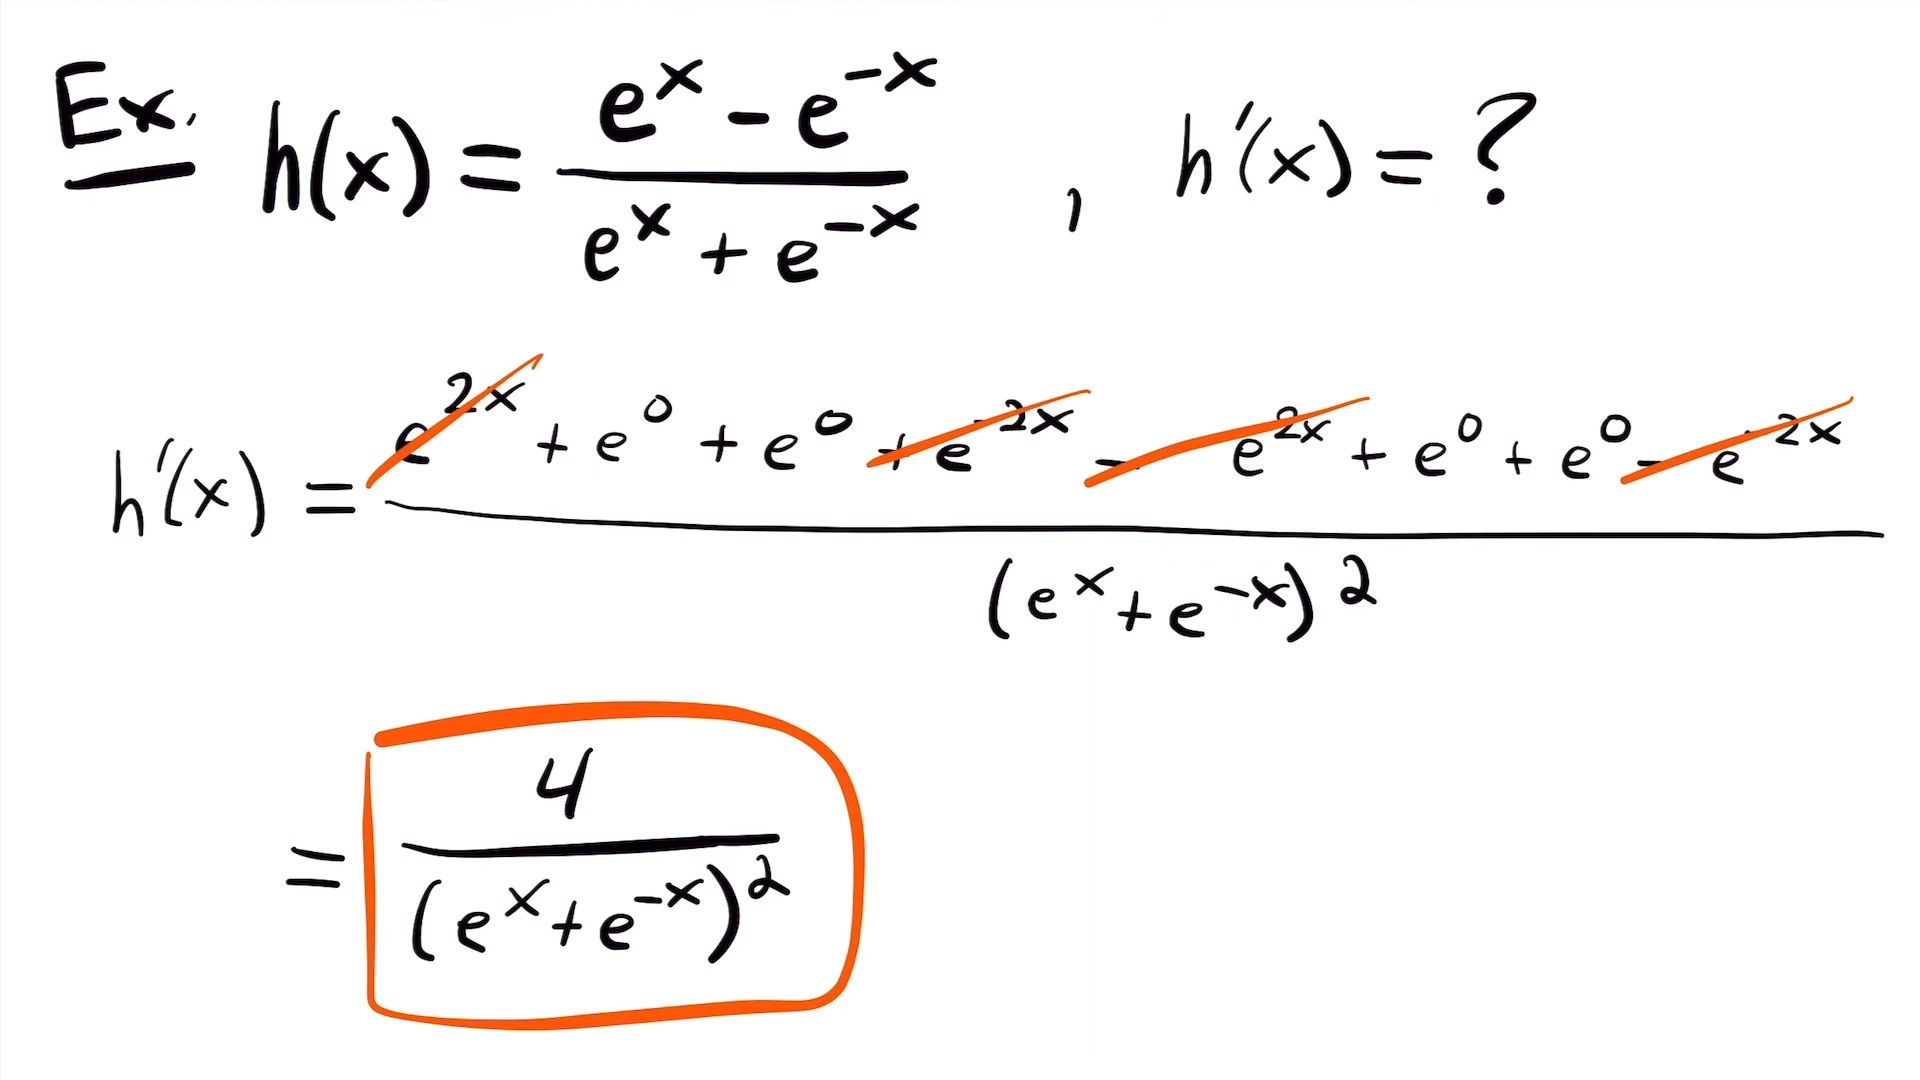 Ex. h(x) = (e^x - e^-x) / (e^x + e^-x) , h'(x) = ?
h'(x) = (e^2x + e^0 + e^0 + e^-2x - e^2x + e^0 + e^0 - e^-2x) / (e^x + e^-x)^2
= 4 / (e^x + e^-x)^2